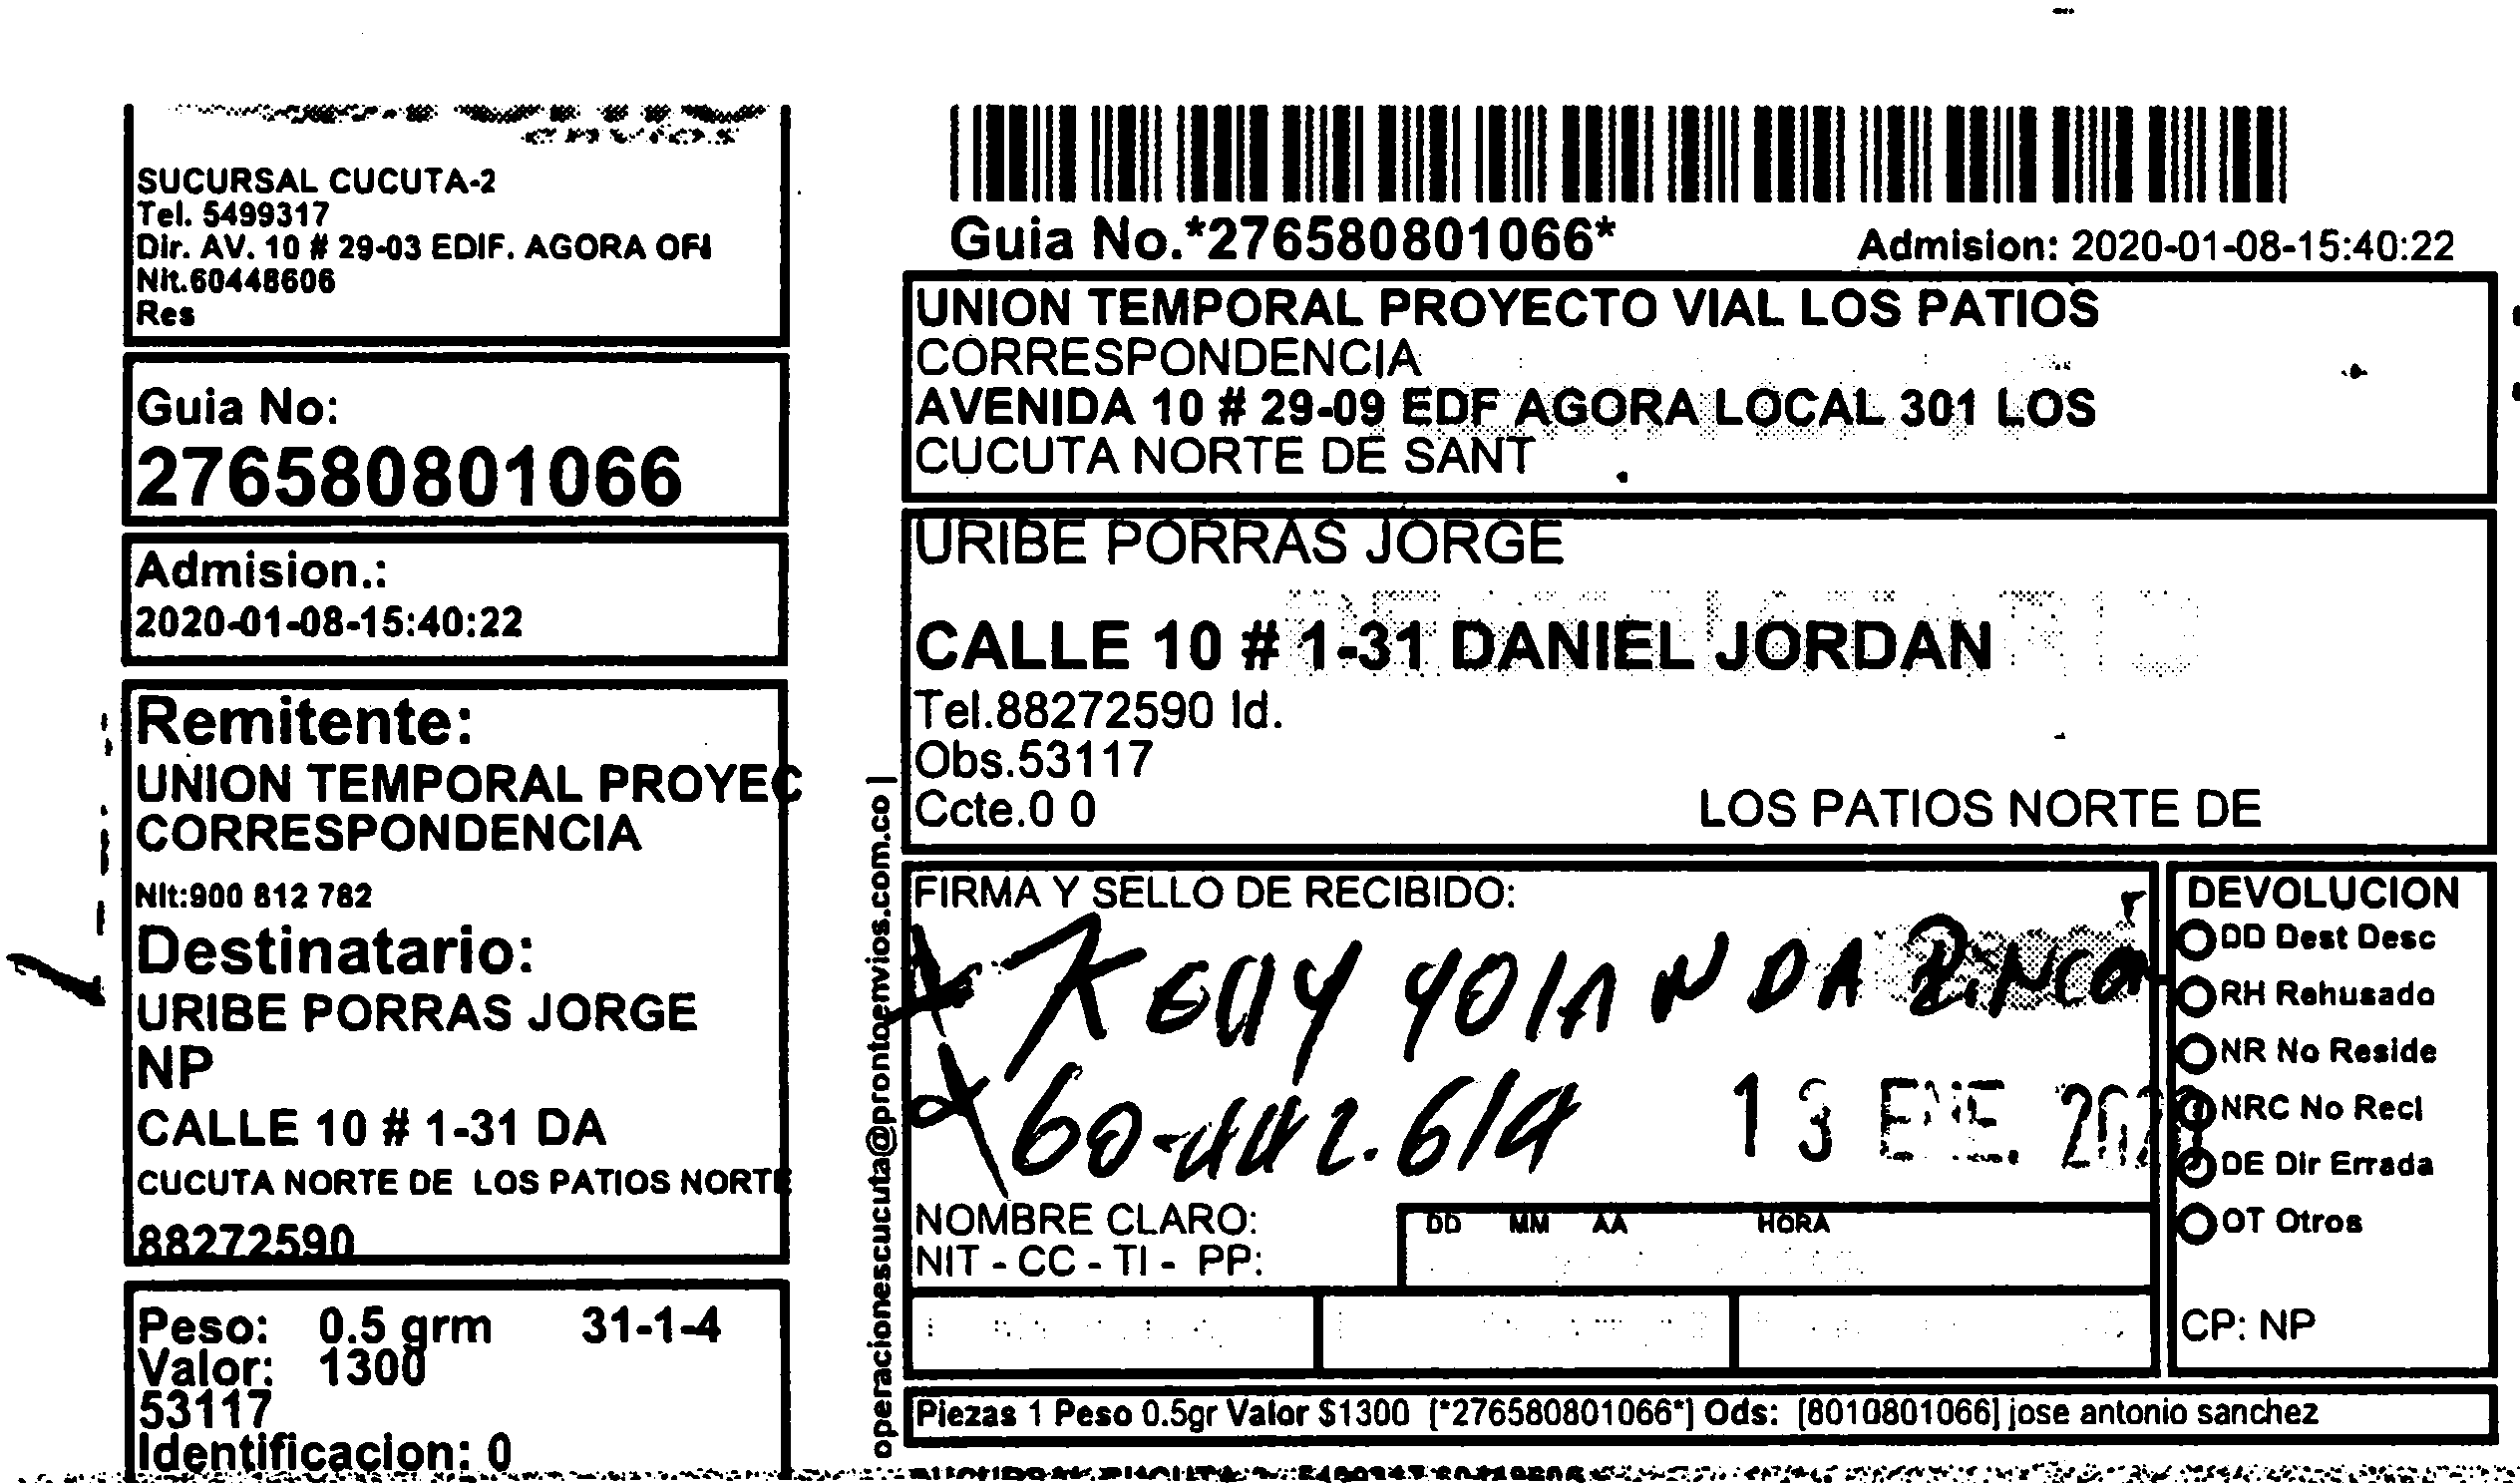 SUCURSAL CUCUTA-2
Tel. 5499317
Dir. AV. 10 # 29-03 EDIF. AGORA OFI
Nit.60448606
Res
Guia No:
276580801066
Admision.:
2020-01-08-15:40:22
Remitente:
UNION TEMPORAL PROYEC
CORRESPONDENCIA
Nit:900 812 782
Destinatario:
URIBE PORRAS JORGE
NP
CALLE 10 # 1-31 DA
CUCUTA NORTE DE LOS PATIOS NORTE
88272590
Peso: 0.5 grm 31-1-4
Valor: 1300
53117
Identificacion: 0
operacionescucuta@prontoenvios.com.co |
Guia No.*276580801066*
Admision: 2020-01-08-15:40:22
UNION TEMPORAL PROYECTO VIAL LOS PATIOS
CORRESPONDENCIA
AVENIDA 10 # 29-09 EDF AGORA LOCAL 301 LOS
CUCUTA NORTE DE SANT
URIBE PORRAS JORGE
CALLE 10 # 1-31 DANIEL JORDAN
Tel.88272590 Id.
Obs.53117
Ccte.0 0
LOS PATIOS NORTE DE
FIRMA Y SELLO DE RECIBIDO:
YOLANDA RINCON
13 ENE. 2020
NOMBRE CLARO:
NIT - CC - TI - PP:
DD MM AA HORA
DEVOLUCION
DD Dest Desc
RH Rehusado
NR No Reside
NRC No Recl
DE Dir Errada
OT Otros
CP: NP
Piezas 1 Peso 0.5gr Valor $1300 [*276580801066*] Ods: [8010801066] jose antonio sanchez